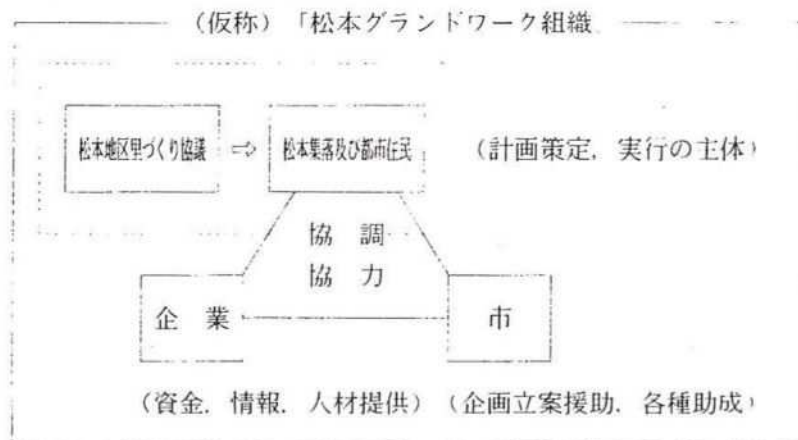 (仮称)「松本グランドワーク組織
松本地区里づくり協議 ⇨ 松本集落及び都市住民 (計画策定, 実行の主体)
協 調
協 力
企 業 市
(資金, 情報, 人材提供) (企画立案援助, 各種助成)